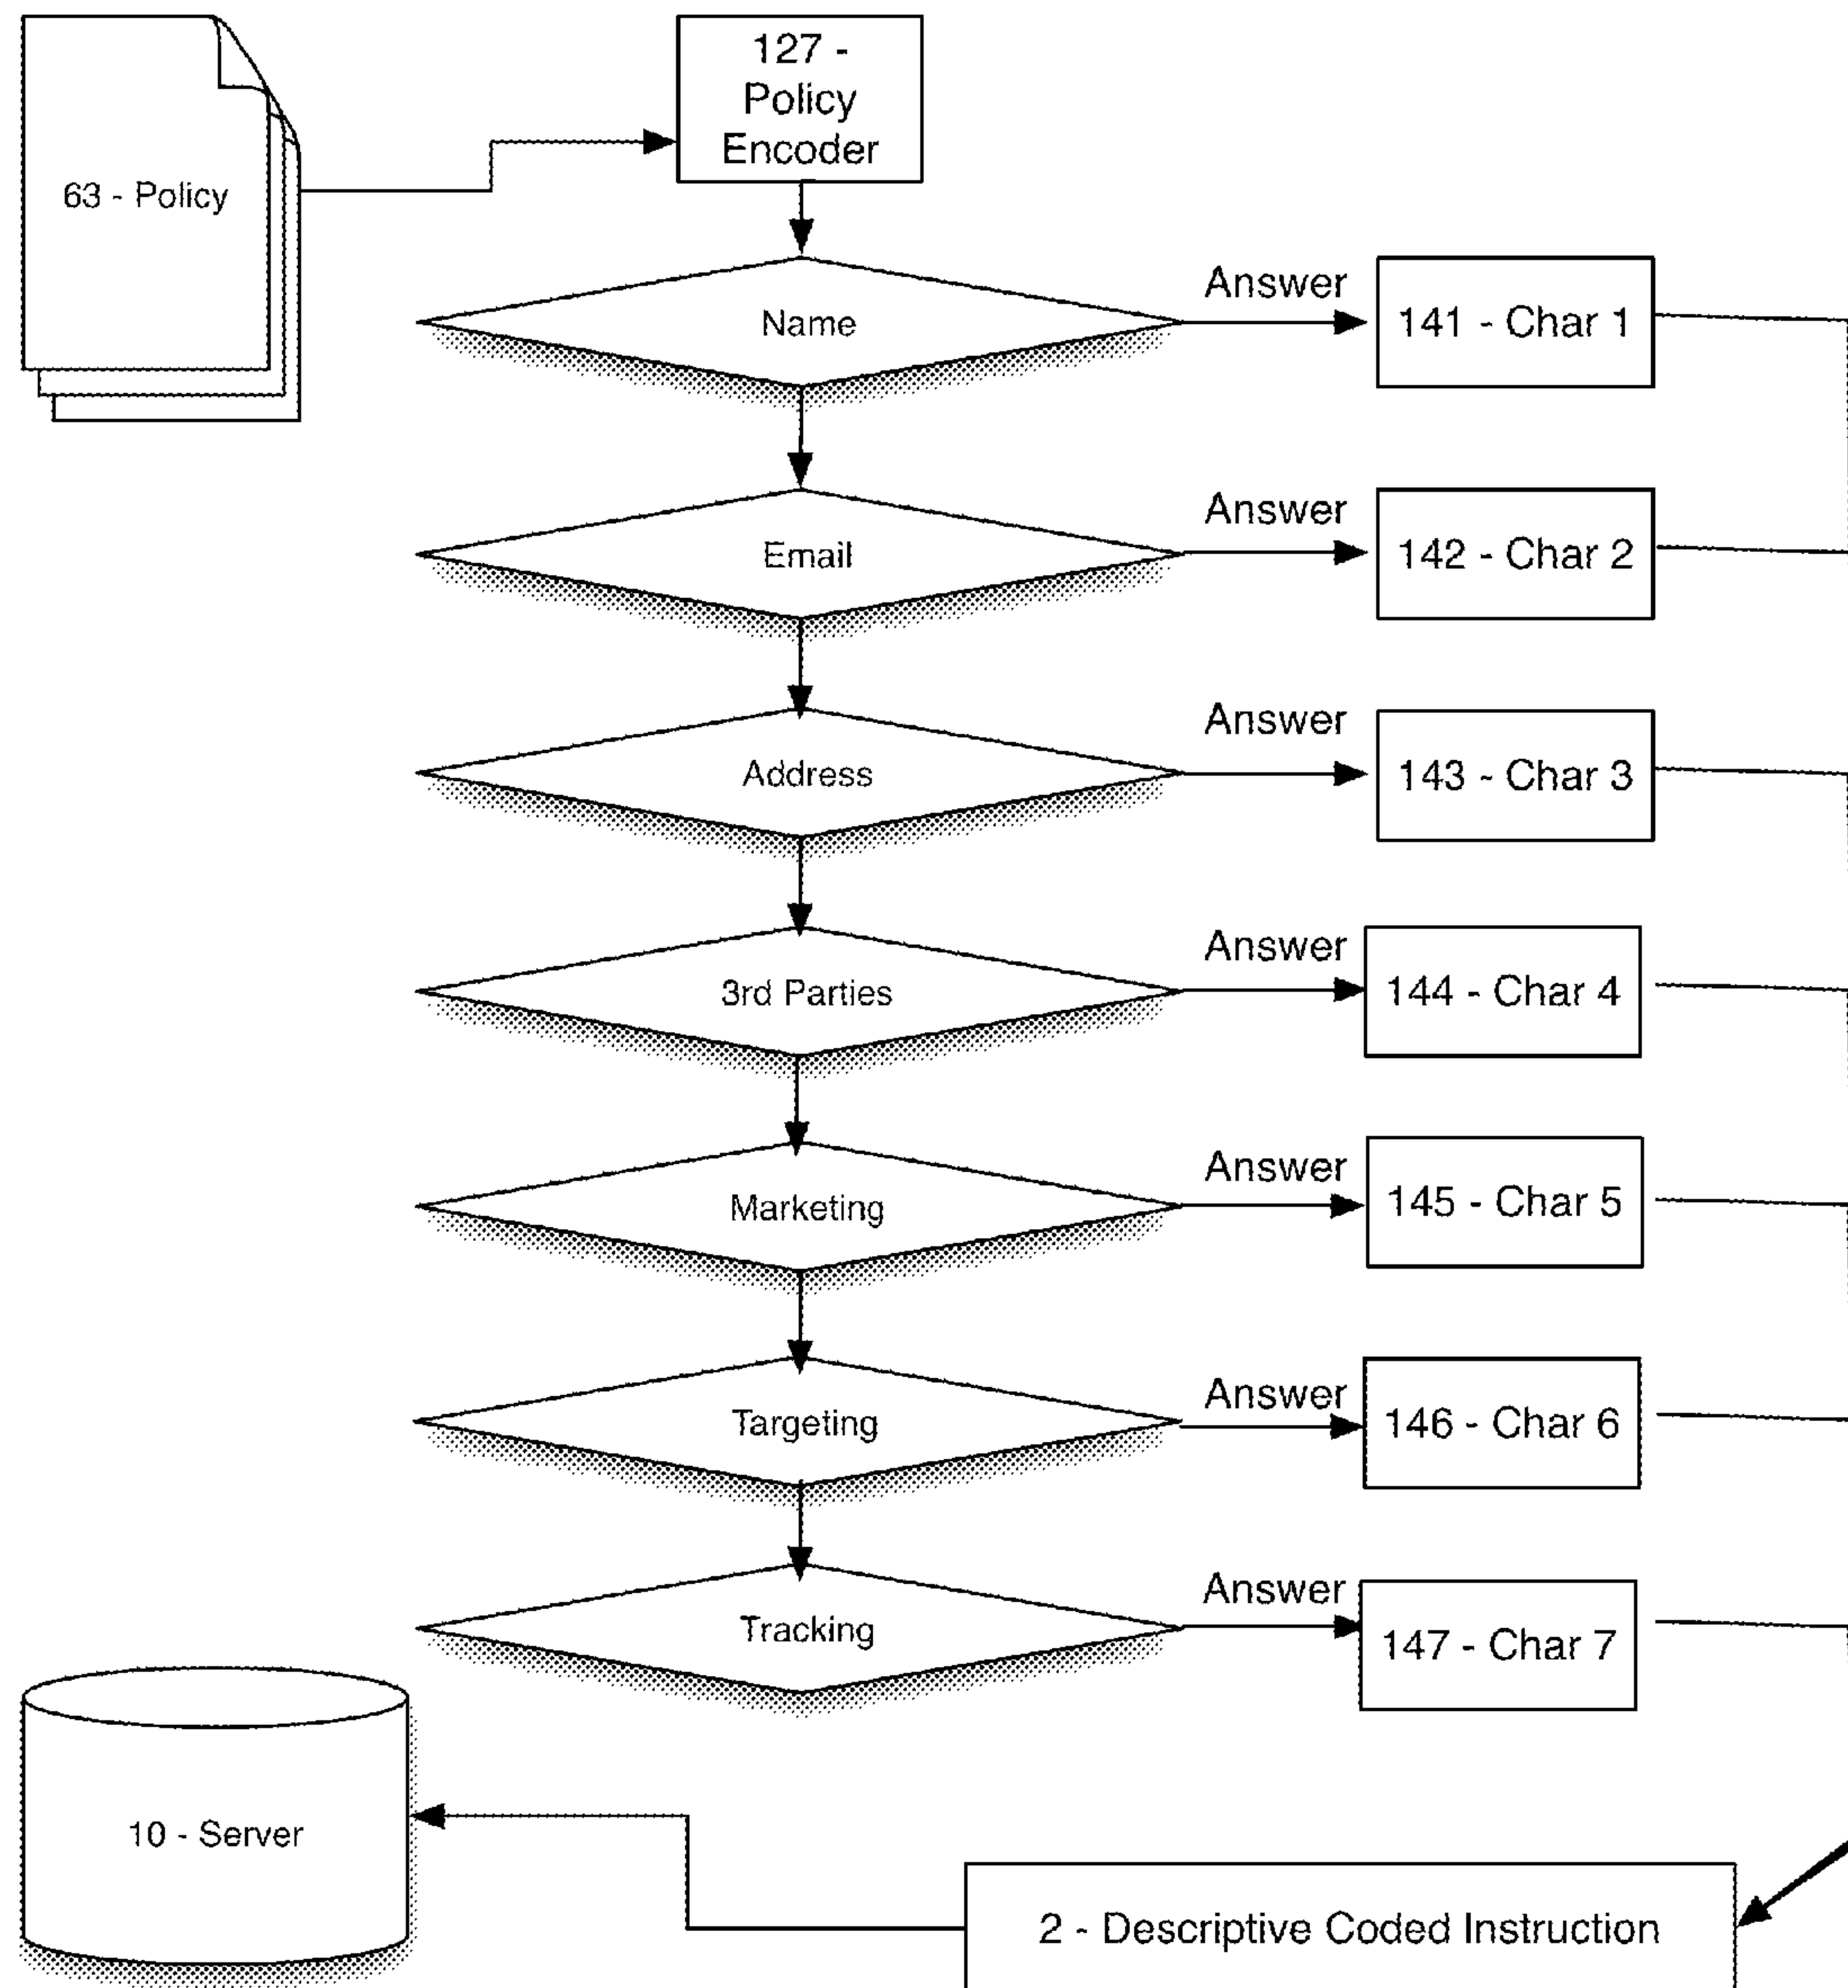 63 - Policy
127 -
Policy
Encoder
Name
Answer
141 - Char 1
Email
Answer
142 - Char 2
Address
Answer
143 - Char 3
3rd Parties
Answer
144 - Char 4
Marketing
Answer
145 - Char 5
Targeting
Answer
146 - Char 6
Tracking
Answer
147 - Char 7
10 - Server
2 - Descriptive Coded Instruction